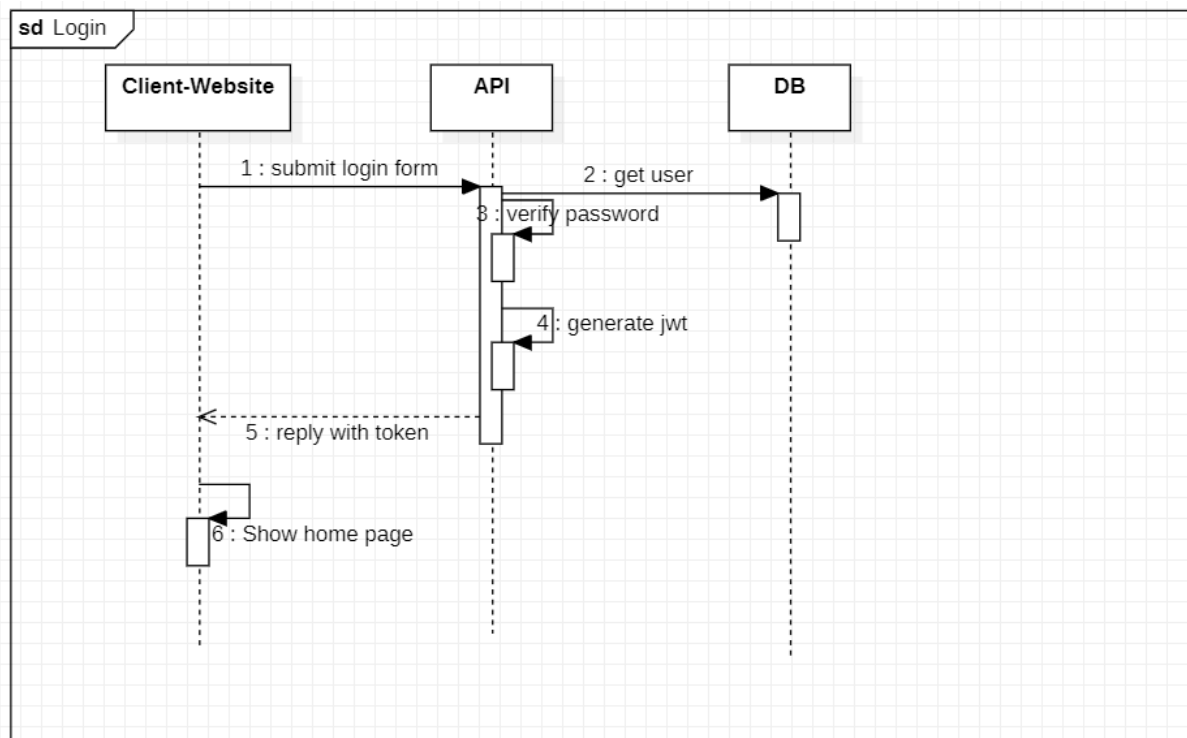 sd Login
Client-Website
API
DB
1 : submit login form
2 : get user
3 : verify password
4 : generate jwt
5 : reply with token
6 : Show home page